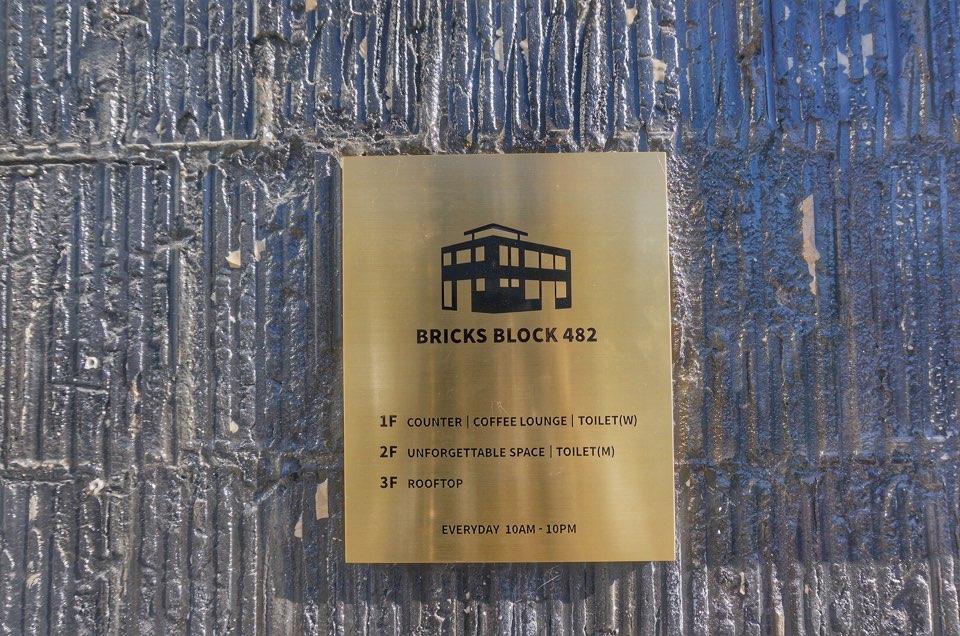 BRICKS BLOCK 482
1F COUNTER | COFFEE LOUNGE | TOILET(W)
2F UNFORGETTABLE SPACE | TOILET(M)
3F ROOFTOP
EVERYDAY 10AM - 10PM